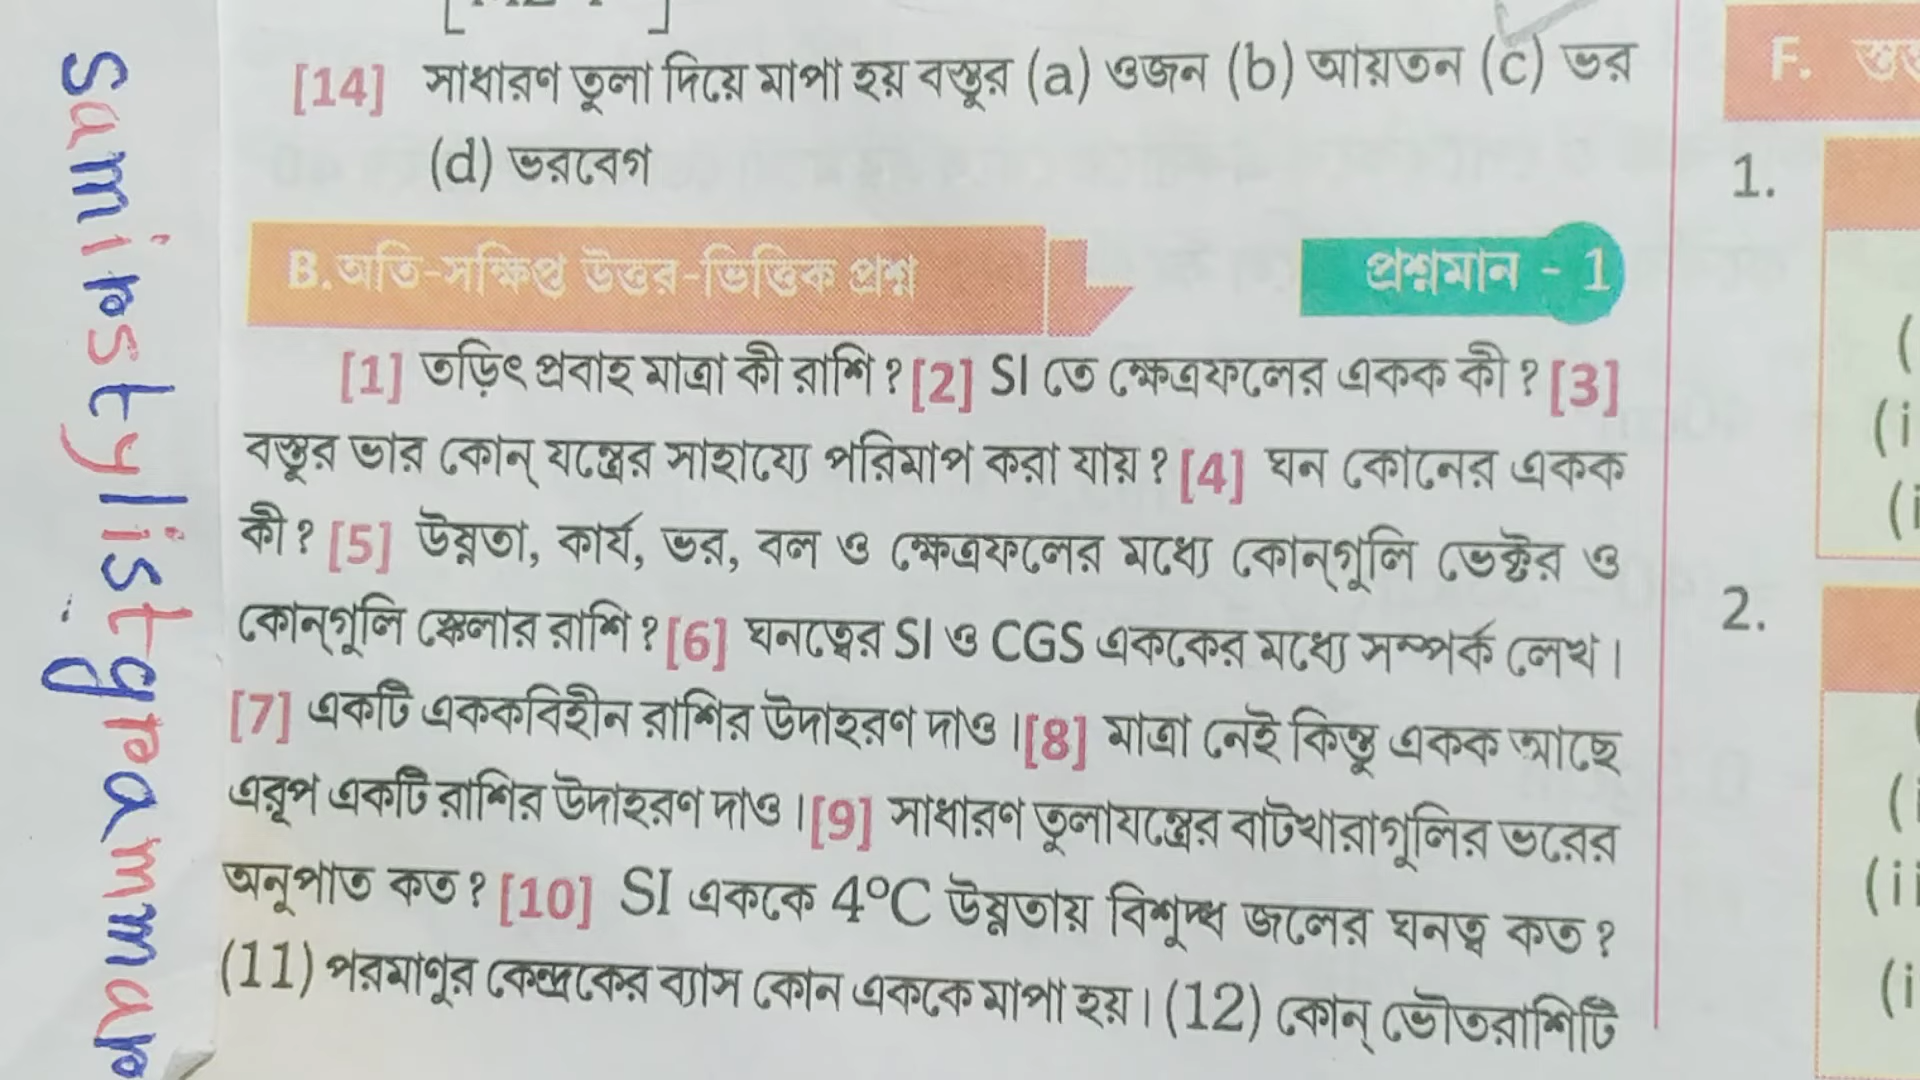 [14] সাধারণ তুলা দিয়ে মাপা হয় বস্তুর (a) ওজন (b) আয়তন (c) ভর
(d) ভরবেগ
B. অতি-সক্ষিপ্ত উত্তর-ভিত্তিক প্রশ্ন
প্রশ্নমান - 1
[1] তড়িৎ প্রবাহ মাত্রা কী রাশি ? [2] SI তে ক্ষেত্রফলের একক কী ? [3]
বস্তুর ভার কোন্ যন্ত্রের সাহায্যে পরিমাপ করা যায় ? [4] ঘন কোনের একক
কী ? [5] উষ্ণতা, কার্য, ভর, বল ও ক্ষেত্রফলের মধ্যে কোন্‌গুলি ভেক্টর ও
কোন্‌গুলি স্কেলার রাশি ? [6] ঘনত্বের SI ও CGS এককের মধ্যে সম্পর্ক লেখ।
[7] একটি এককবিহীন রাশির উদাহরণ দাও। [8] মাত্রা নেই কিন্তু একক আছে
এরূপ একটি রাশির উদাহরণ দাও। [9] সাধারণ তুলাযন্ত্রের বাটখারাগুলির ভরের
অনুপাত কত ? [10] SI এককে 4°C উষ্ণতায় বিশুদ্ধ জলের ঘনত্ব কত ?
(11) পরমাণুর কেন্দ্রকের ব্যাস কোন এককে মাপা হয়। (12) কোন্ ভৌতরাশিটি
F.
1.
(
(i
(i
2.
(i
(ii
(i
Samirstylistgrammar